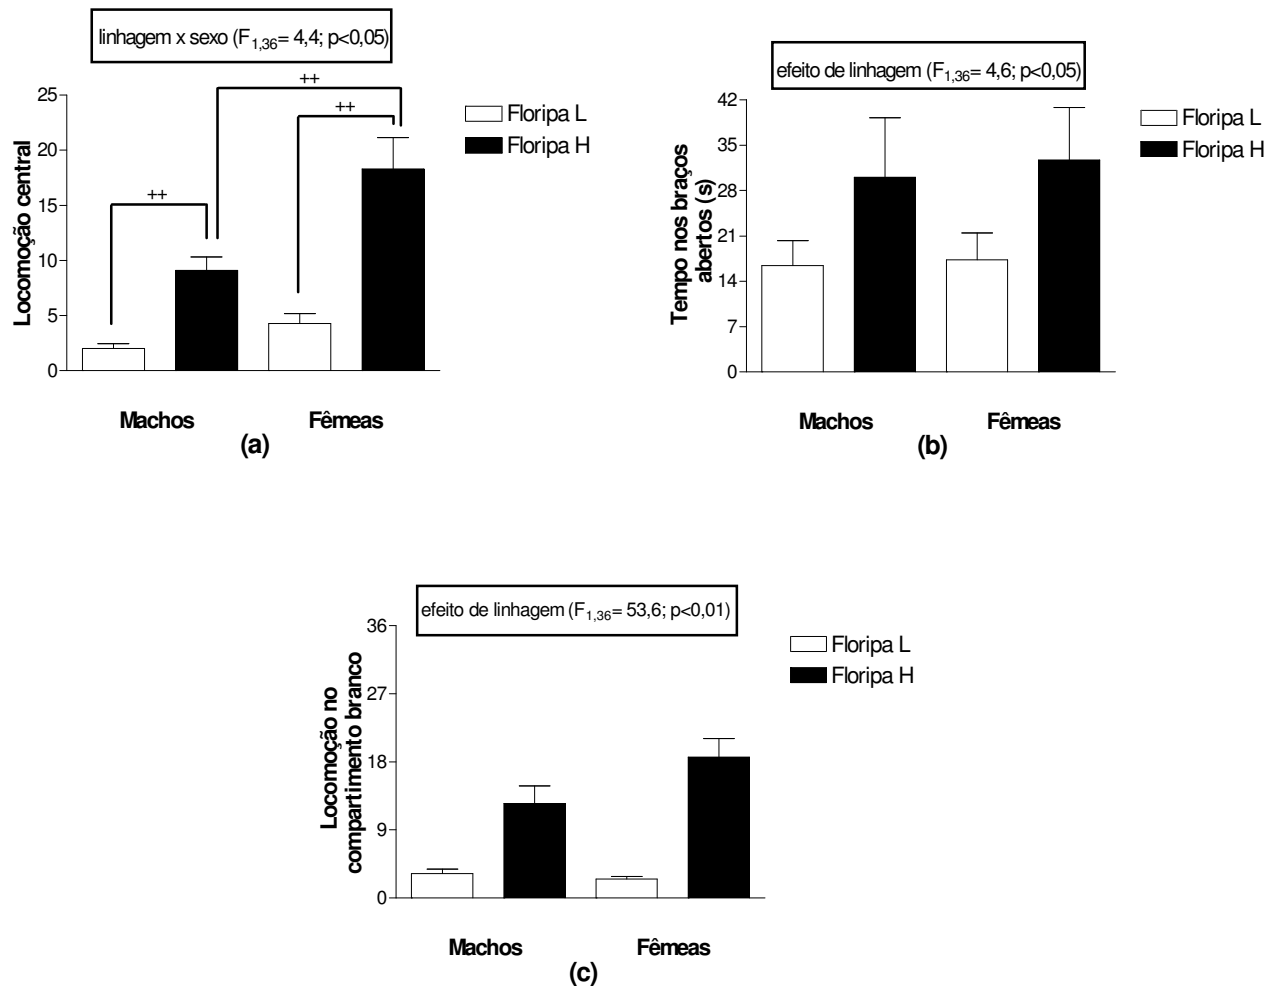 linhagem x sexo (F1,36= 4,4; p<0,05)
++
++
++
25
20
15
10
5
0
Locomoção central
Floripa L
Floripa H
Machos
Fêmeas
(a)
efeito de linhagem (F1,36= 4,6; p<0,05)
42
35
28
21
14
7
0
Tempo nos braços
abertos (s)
Floripa L
Floripa H
Machos
Fêmeas
(b)
efeito de linhagem (F1,36= 53,6; p<0,01)
36
27
18
9
0
Locomoção no
compartimento branco
Floripa L
Floripa H
Machos
Fêmeas
(c)